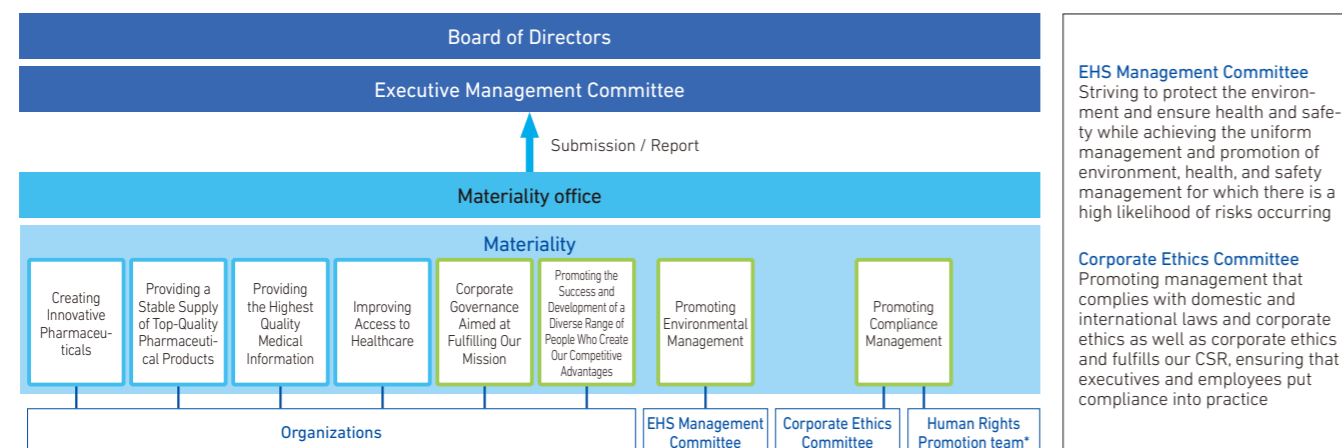 Board of Directors
Executive Management Committee
Submission / Report
Materiality office
Materiality
Creating
Innovative
Pharmaceu-
ticals
Providing a
Stable Supply
of Top-Quality
Pharmaceuti-
cal Products
Providing
the Highest
Quality
Medical
Information
Improving
Access to
Healthcare
Corporate
Governance
Aimed at
Fulfilling Our
Mission
Promoting the
Success and
Development of a
Diverse Range of
People Who Create
Our Competitive
Advantages
Promoting
Environmental
Management
Promoting
Compliance
Management
Organizations
EHS Management
Committee
Corporate Ethics
Committee
Human Rights
Promotion team*
EHS Management Committee
Striving to protect the environ-
ment and ensure health and safe-
ty while achieving the uniform
management and promotion of
environment, health, and safety
management for which there is a
high likelihood of risks occurring
Corporate Ethics Committee
Promoting management that
complies with domestic and
international laws and corporate
ethics as well as corporate ethics
and fulfills our CSR, ensuring that
executives and employees put
compliance into practice